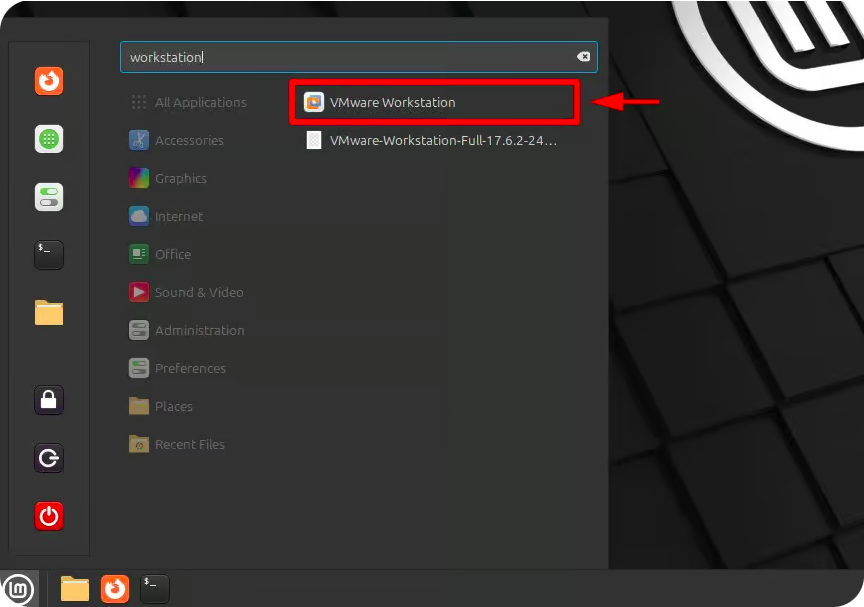 workstation
All Applications
VMware Workstation
Accessories
VMware-Workstation-Full-17.6.2-24...
Graphics
Internet
Office
Sound & Video
Administration
Preferences
Places
Recent Files